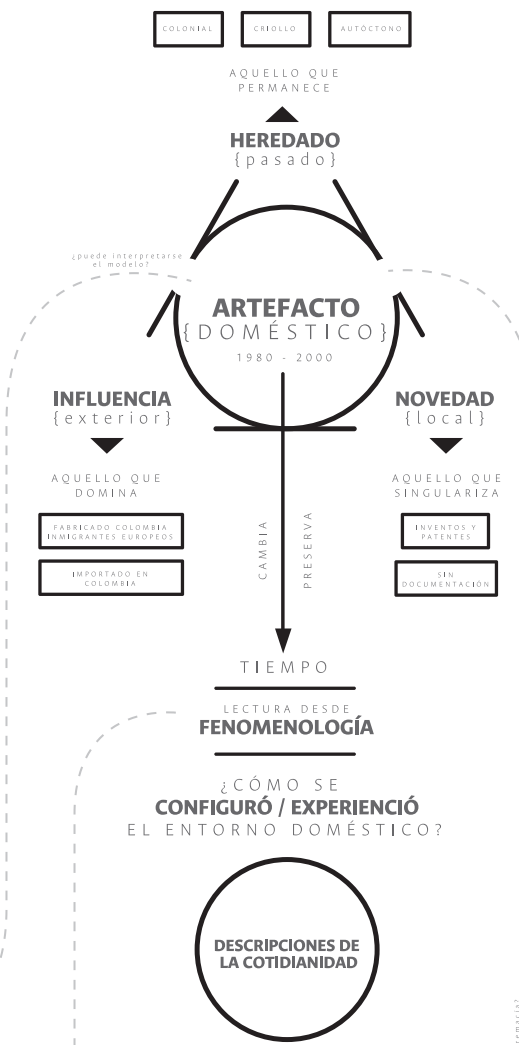 COLONIAL
CRIOLLO
AUTÓCTONO
AQUELLO QUE
PERMANECE
HEREDADO
{pasado}
¿puede interpretarse
el modelo?
ARTEFACTO
{DOMÉSTICO}
1980 - 2000
INFLUENCIA
{exterior}
NOVEDAD
{local}
AQUELLO QUE
DOMINA
AQUELLO QUE
SINGULARIZA
FABRICADO COLOMBIA
INMIGRANTES EUROPEOS
IMPORTADO EN
COLOMBIA
INVENTOS Y
PATENTES
SIN
DOCUMENTACIÓN
CAMBIA
PRESERVA
TIEMPO
LECTURA DESDE
FENOMENOLOGÍA
¿CÓMO SE
CONFIGURÓ / EXPERIENCIÓ
EL ENTORNO DOMÉSTICO?
DESCRIPCIONES DE
LA COTIDIANIDAD